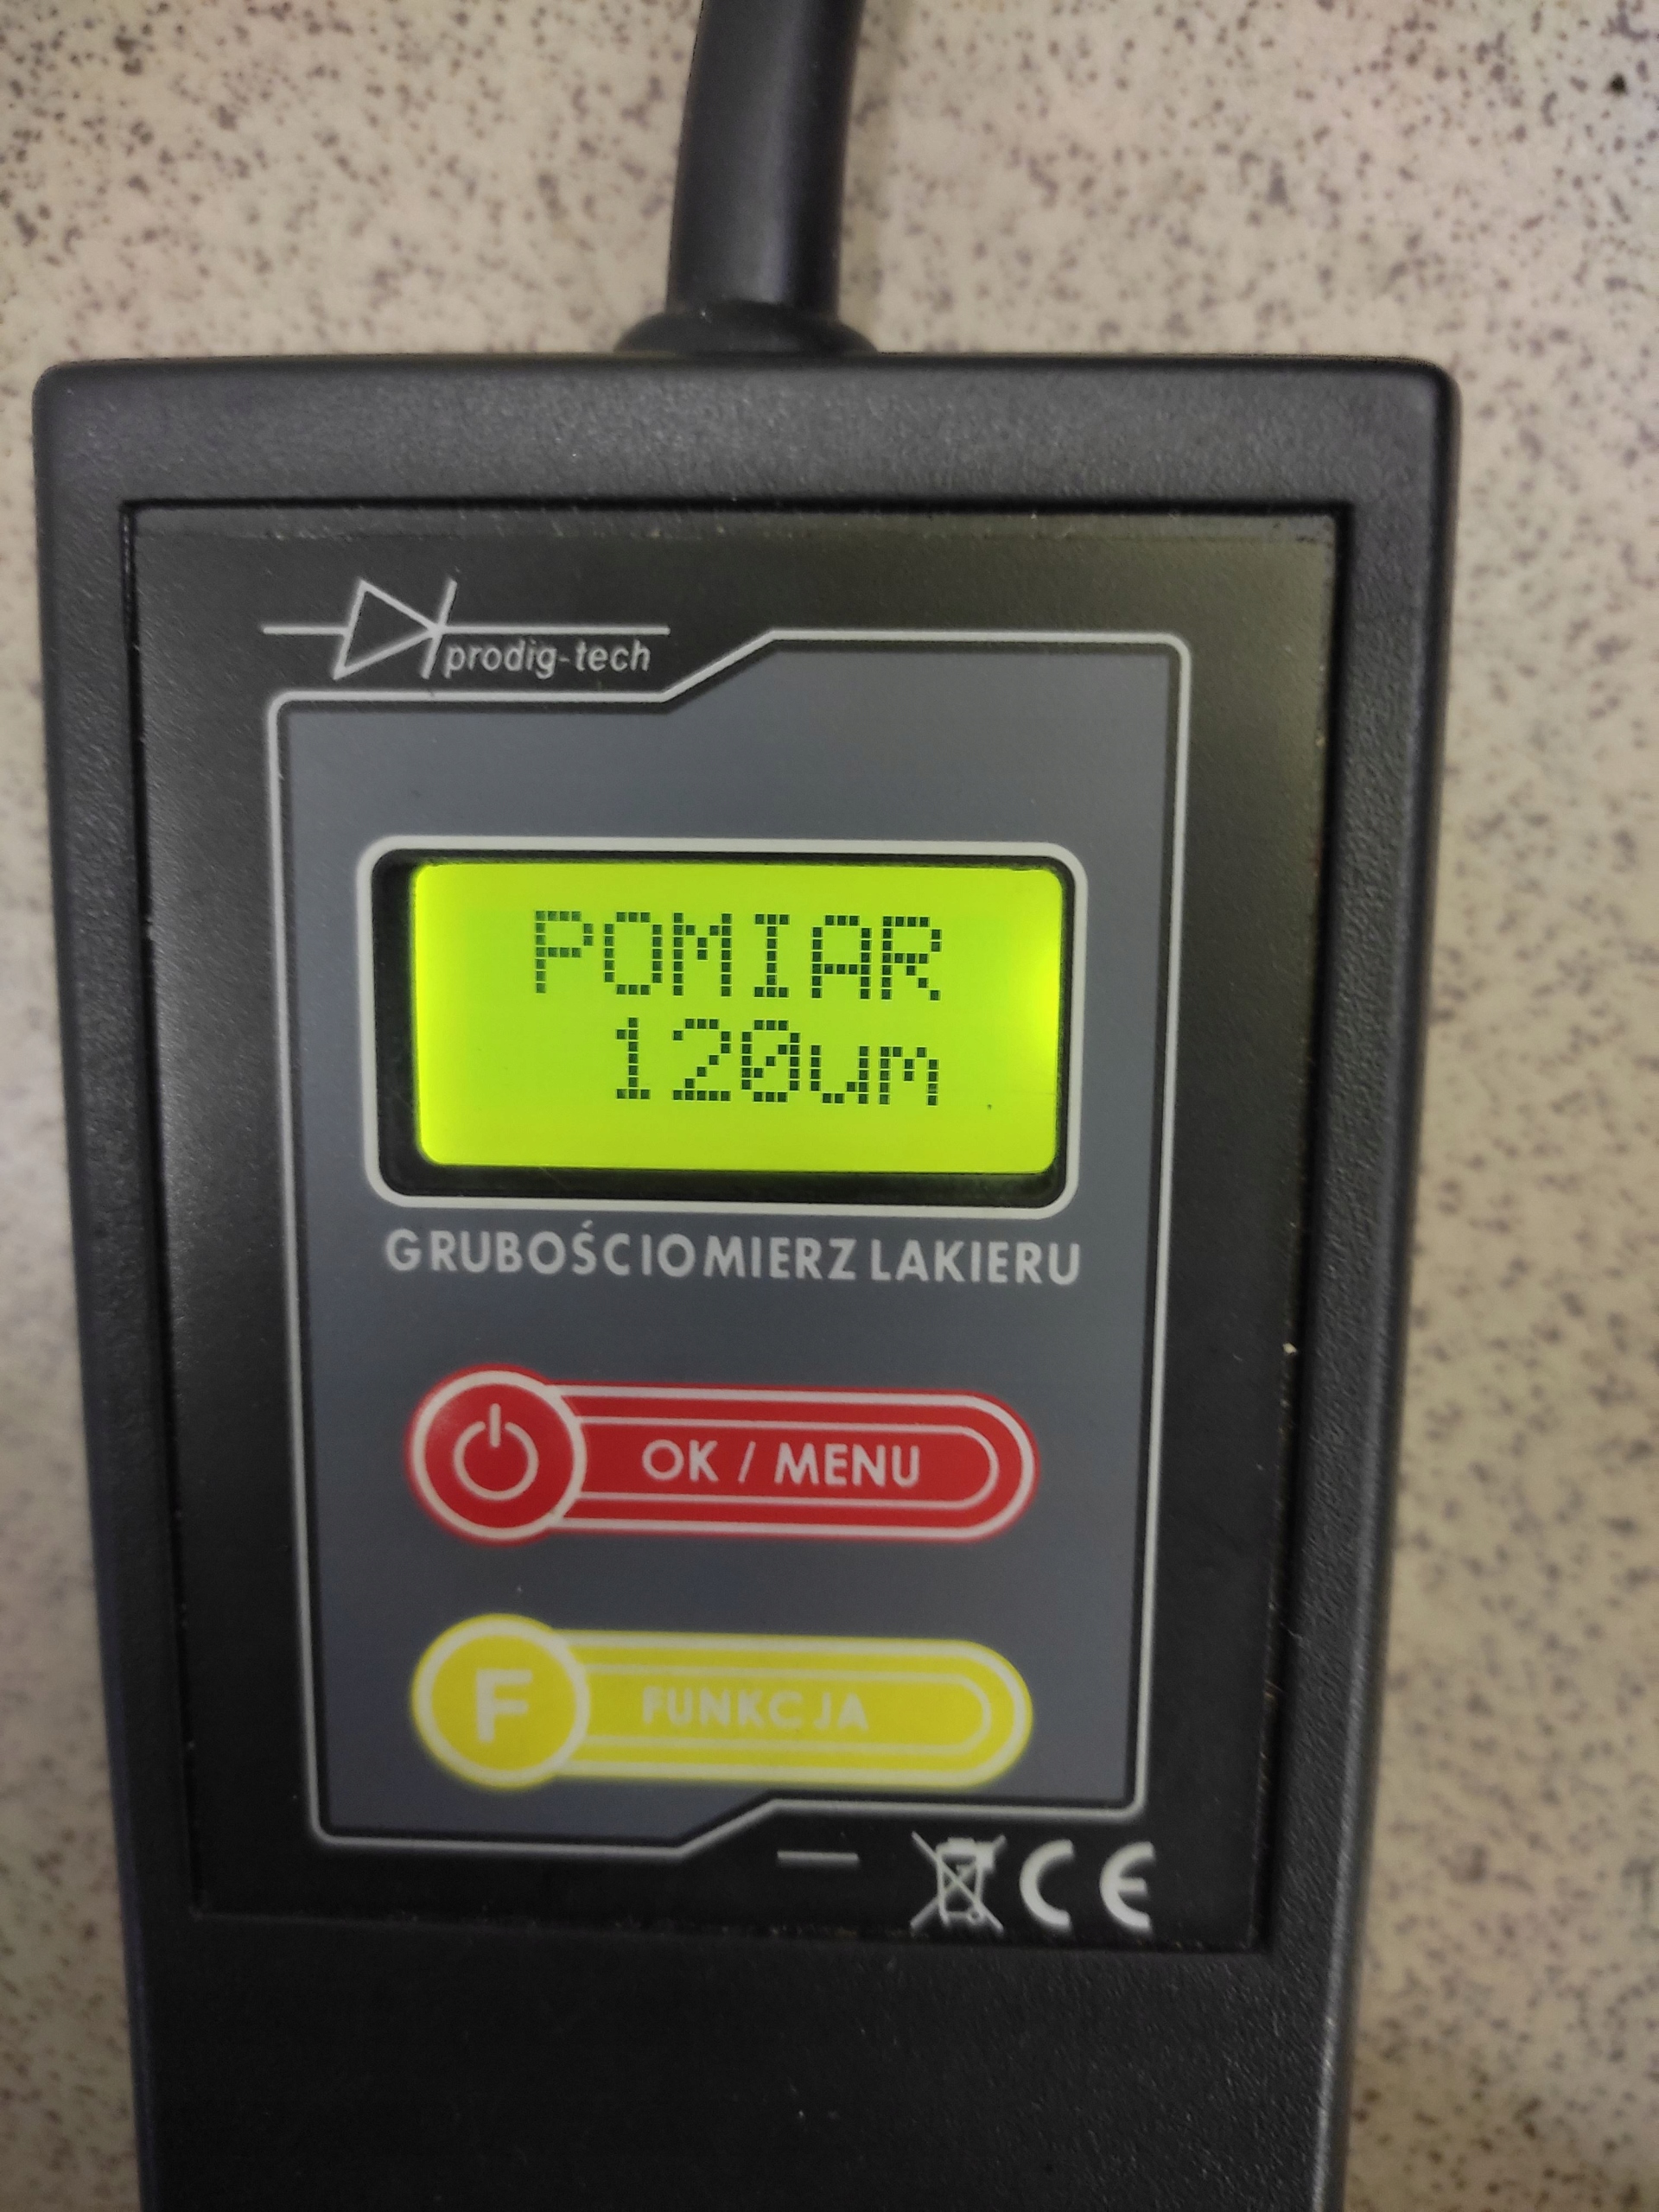 prodig-tech
POMIAR
120um
GRUBOŚCIOMIERZ LAKIERU
OK / MENU
F FUNKCJA
CE